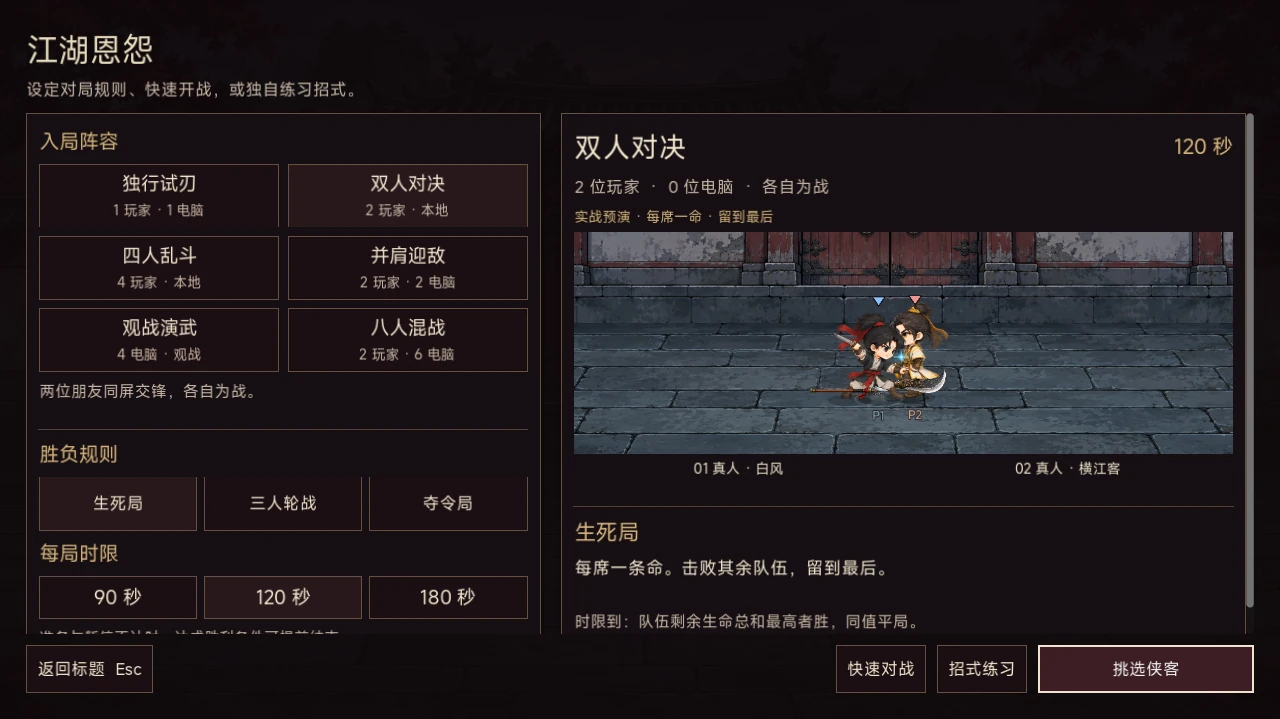 江湖恩怨
设定对局规则、快速开战，或独自练习招式。
入局阵容
独行试刃
1 玩家 · 1 电脑
双人对决
2 玩家 · 本地
四人乱斗
4 玩家 · 本地
并肩迎敌
2 玩家 · 2 电脑
观战演武
4 电脑 · 观战
八人混战
2 玩家 · 6 电脑
两位朋友同屏交锋，各自为战。
胜负规则
生死局
三人轮战
夺令局
每局时限
90 秒
120 秒
180 秒
双人对决
120 秒
2 位玩家 · 0 位电脑 · 各自为战
实战预演 · 每席一命 · 留到最后
P1
P2
01 真人 · 白风
02 真人 · 横江客
生死局
每席一条命。击败其余队伍，留到最后。
时限到：队伍剩余生命总和最高者胜，同值平局。
返回标题 Esc
快速对战
招式练习
挑选侠客